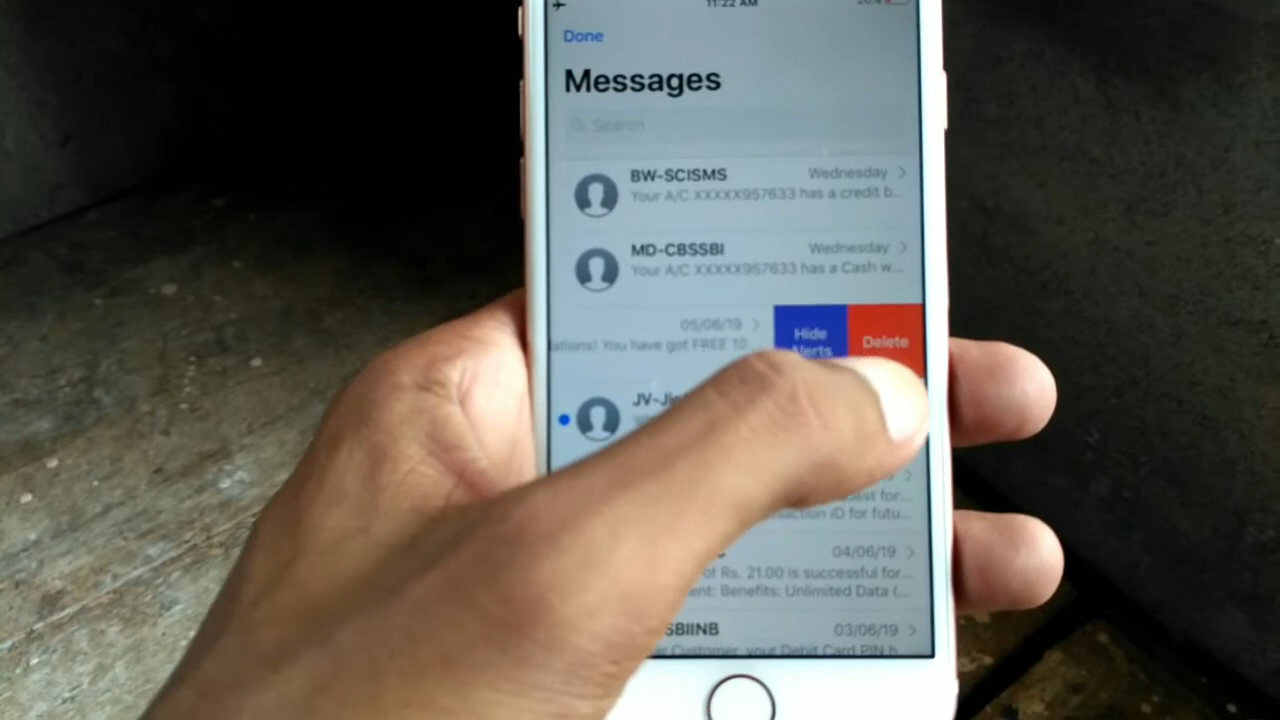 11:22 AM
Done
Messages
Search
BW-SCISMS Wednesday
Your A/C XXXXX957633 has a credit b...
MD-CBSSBI Wednesday
Your A/C XXXXX957633 has a Cash w...
05/06/19
ations! You have got FREE 10
Hide
Alerts
Delete
for...
action ID for futu...
04/06/19
of Rs. 21.00 is successful for...
ent: Benefits: Unlimited Data (...
SBIINB 03/06/19
Customer, your Debit Card PIN h